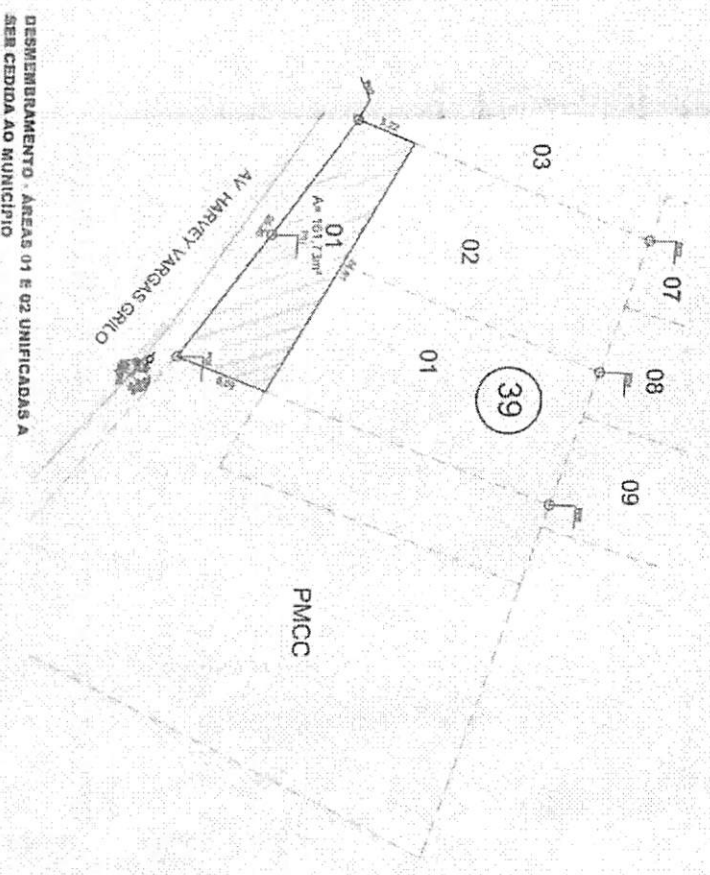 03
02
01
07
08
09
39
PMCC
01
A= 161,73m²
AV HARVEY VARGAS GRILO
DESMEMBRAMENTO - ÁREAS 01 E 02 UNIFICADAS A
SER CEDIDA AO MUNICÍPIO